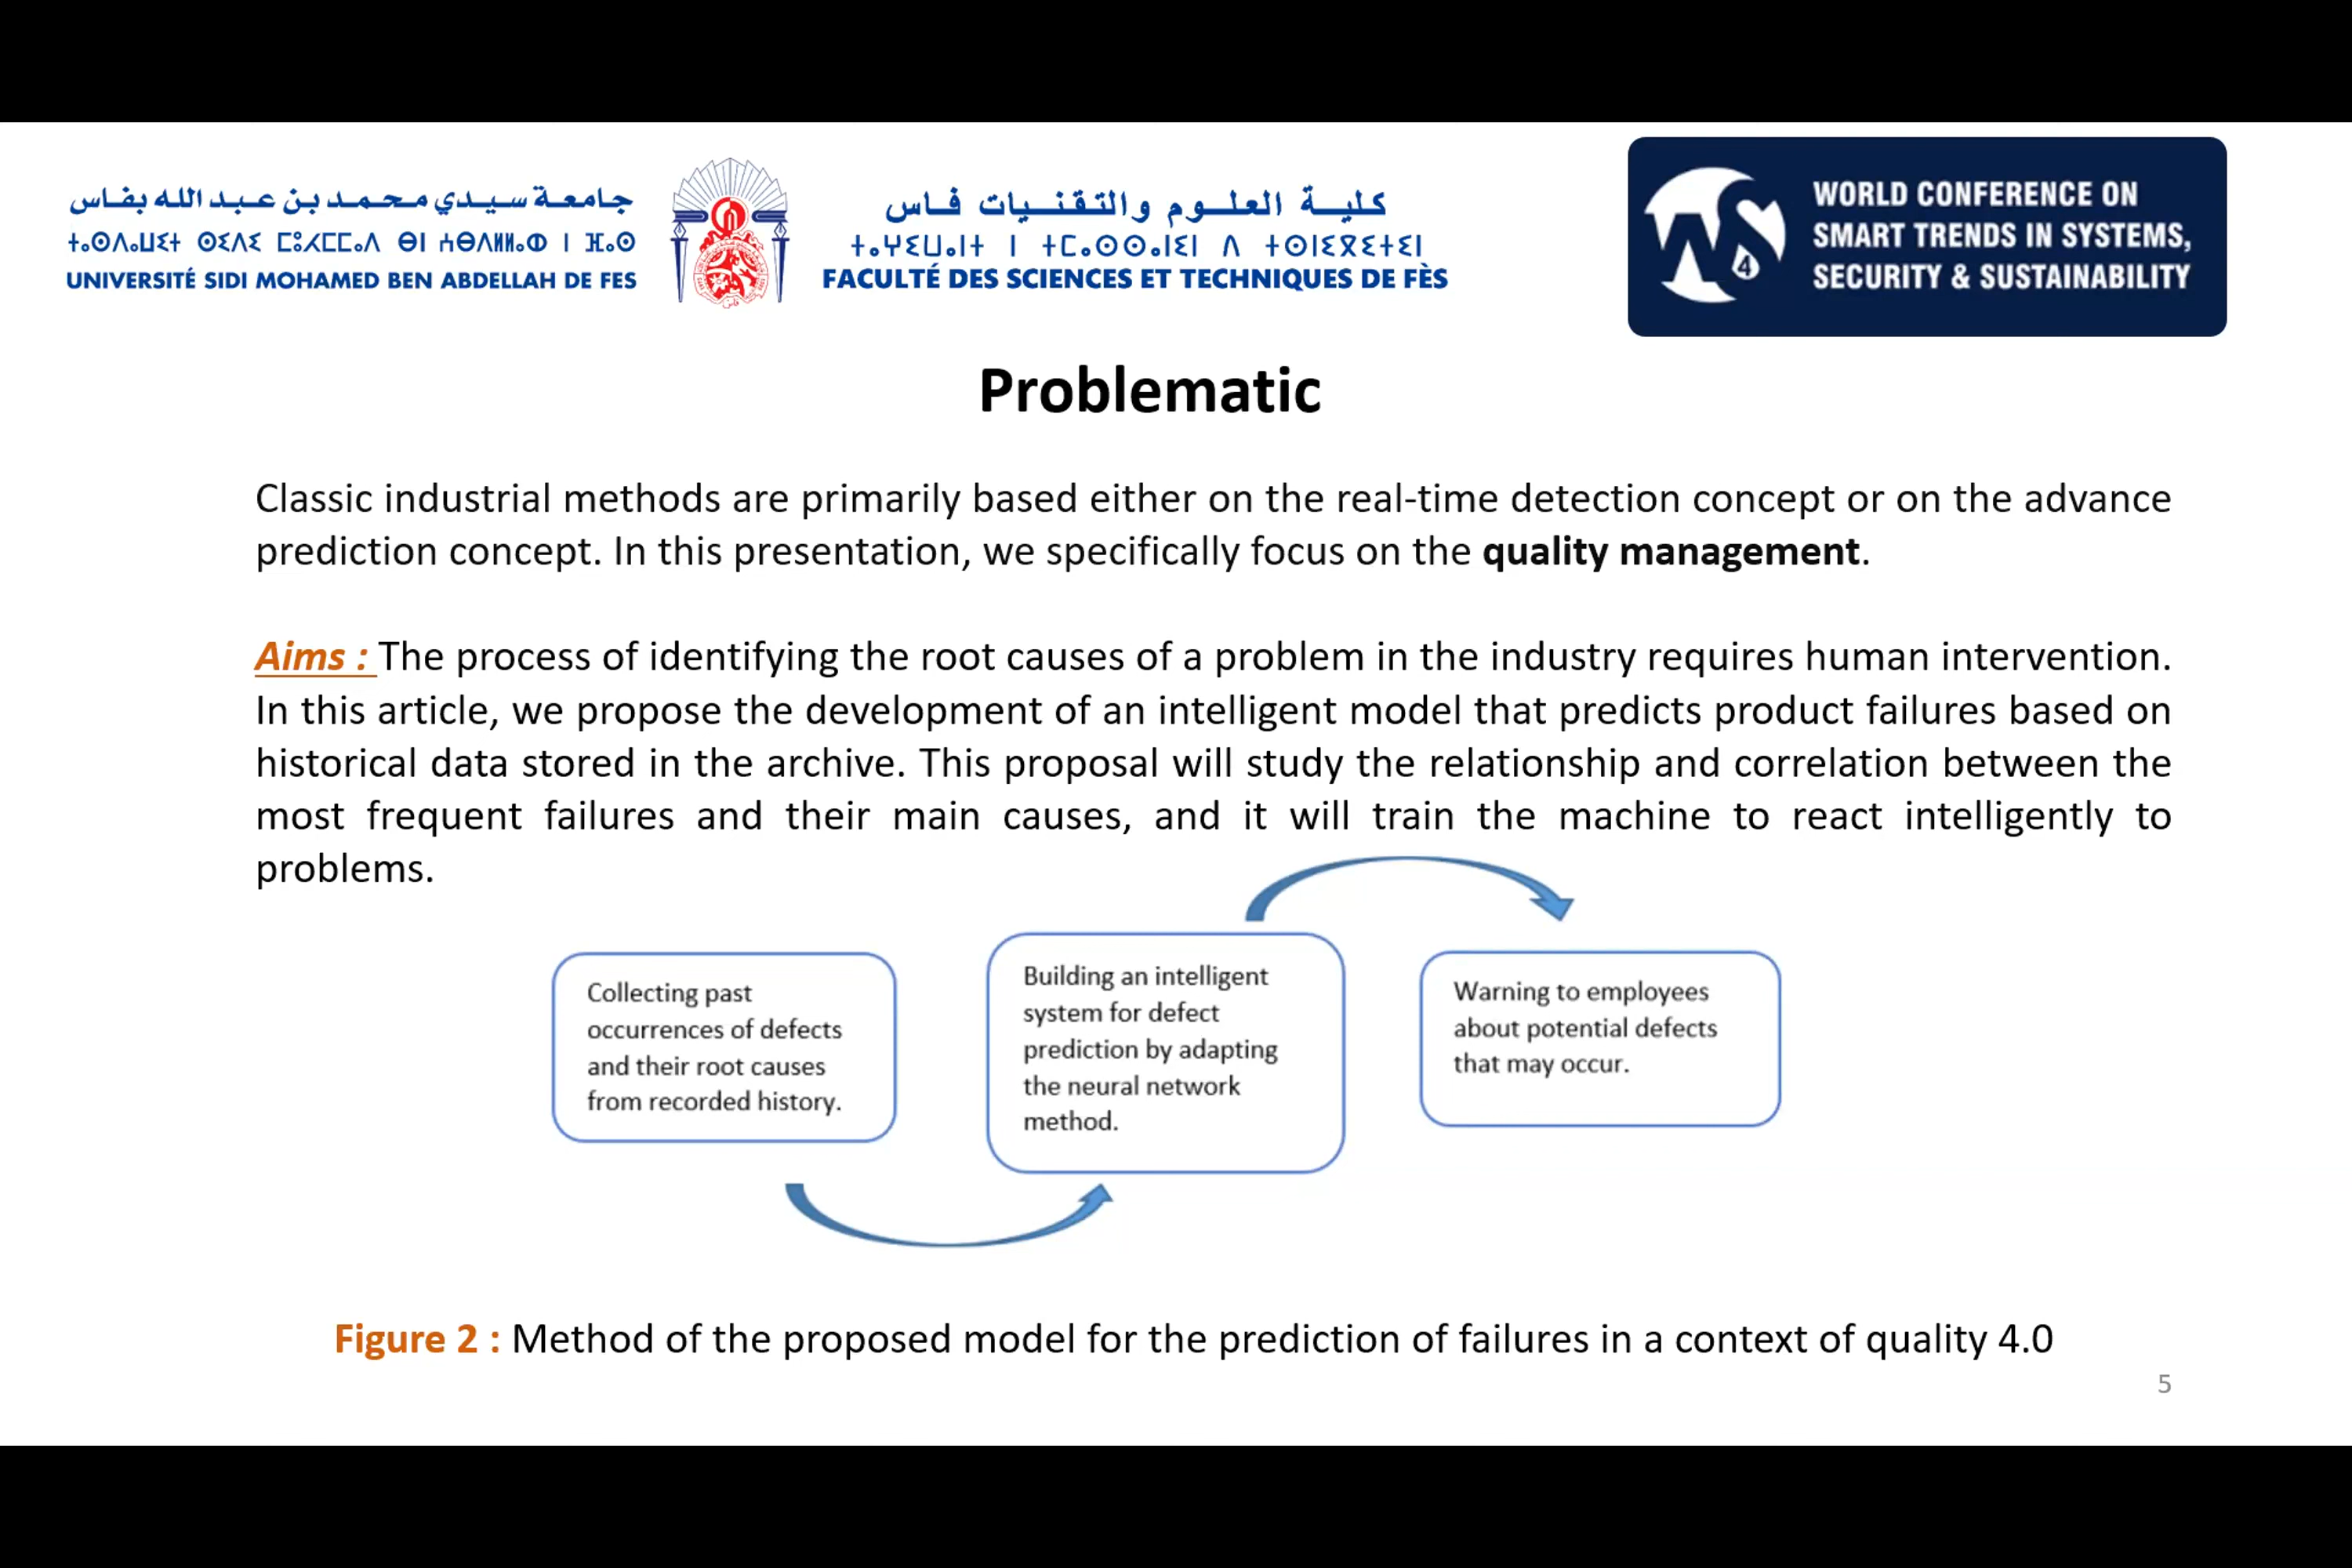 جامعة سيدي محمد بن عبد الله بفاس
ⵜⴰⵙⴷⴰⵡⵉⵜ ⵙⵉⴷⵉ ⵎⵓⵃⵎⵎⴰⴷ ⴱⵏ ⵄⴱⴷⵍⵍⴰⵀ ⵏ ⴼⴰⵙ
UNIVERSITÉ SIDI MOHAMED BEN ABDELLAH DE FES
كلية العلوم والتقنيات فاس
ⵜⴰⵖⵉⵡⴰⵏⵜ ⵏ ⵜⵎⴰⵙⵙⴰⵏⵉⵏ ⴷ ⵜⵙⵏⵉⴳⵉⵜⵉⵏ
FACULTÉ DES SCIENCES ET TECHNIQUES DE FÈS
WORLD CONFERENCE ON
SMART TRENDS IN SYSTEMS,
SECURITY & SUSTAINABILITY
Problematic
Classic industrial methods are primarily based either on the real-time detection concept or on the advance
prediction concept. In this presentation, we specifically focus on the quality management.
Aims : The process of identifying the root causes of a problem in the industry requires human intervention.
In this article, we propose the development of an intelligent model that predicts product failures based on
historical data stored in the archive. This proposal will study the relationship and correlation between the
most frequent failures and their main causes, and it will train the machine to react intelligently to
problems.
Collecting past
occurrences of defects
and their root causes
from recorded history.
Building an intelligent
system for defect
prediction by adapting
the neural network
method.
Warning to employees
about potential defects
that may occur.
Figure 2 : Method of the proposed model for the prediction of failures in a context of quality 4.0
5